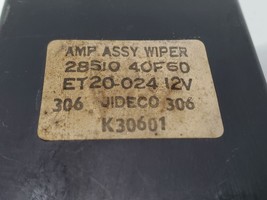 AMP ASSY WIPER
28510 40F60
ET20-024 12V
306 JIDECO 306
K30601